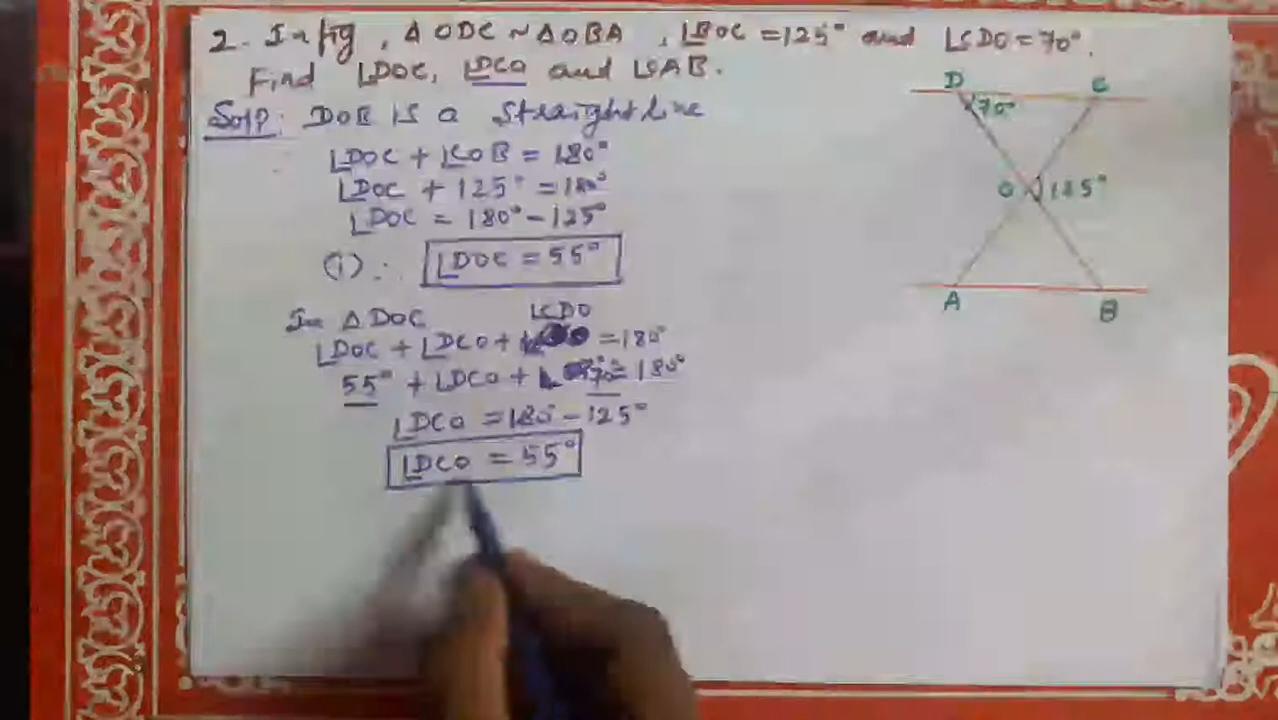 2. In fig, Δ ODC ~ Δ OBA, ∠BOC = 125° and ∠CDO = 70°.
Find ∠DOC, ∠DCO and ∠OAB.
Soln: DOB is a straight line
∠DOC + ∠COB = 180°
∠DOC + 125° = 180°
∠DOC = 180° - 125°
(i) ∴ ∠DOC = 55°
In Δ DOC
∠CDO
∠DOC + ∠DCO + = 180°
55° + ∠DCO + 70° = 180°
∠DCO = 180° - 125°
∠DCO = 55°
D C
70°
O 125°
A B